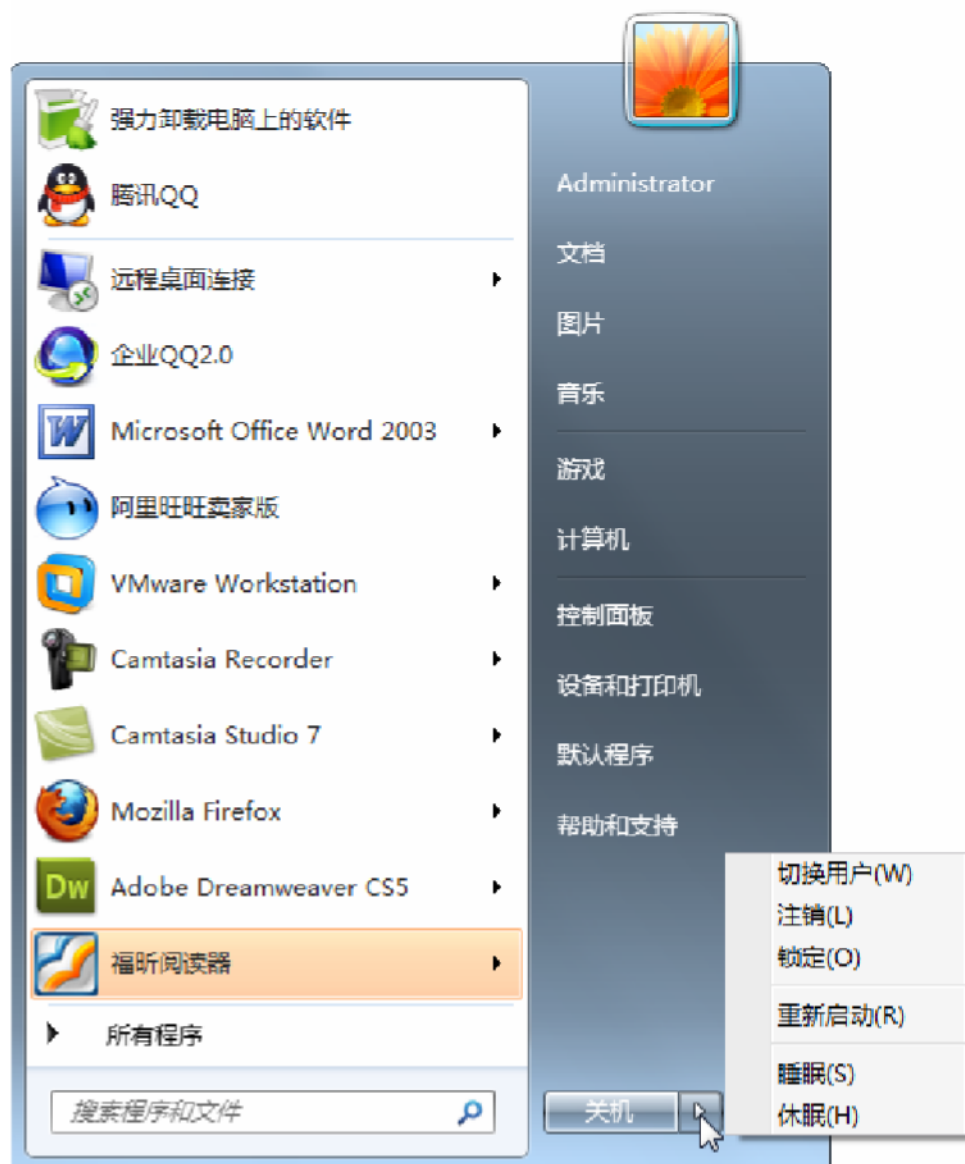 强力卸载电脑上的软件
腾讯QQ
远程桌面连接
企业QQ2.0
Microsoft Office Word 2003
阿里旺旺卖家版
VMware Workstation
Camtasia Recorder
Camtasia Studio 7
Mozilla Firefox
Dw
Adobe Dreamweaver CS5
福昕阅读器
所有程序
搜索程序和文件
Administrator
文档
图片
音乐
游戏
计算机
控制面板
设备和打印机
默认程序
帮助和支持
关机
切换用户(W)
注销(L)
锁定(O)
重新启动(R)
睡眠(S)
休眠(H)